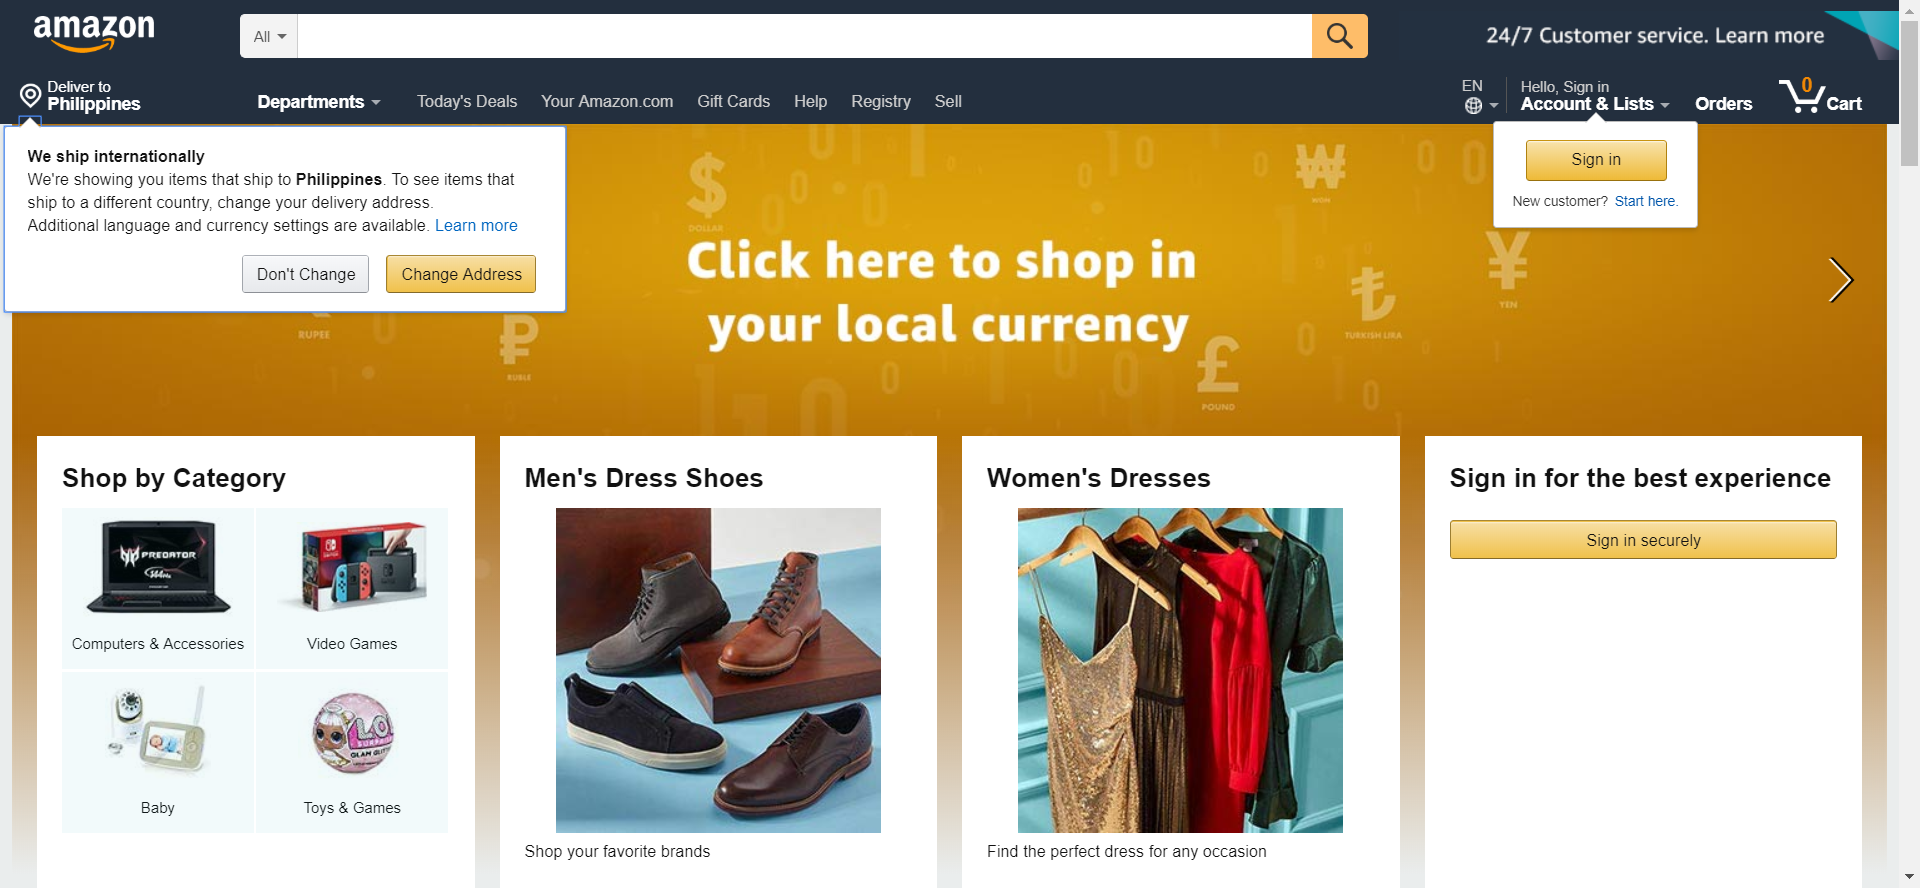 amazon
All
24/7 Customer service. Learn more
Deliver to
Philippines
Departments
Today's Deals
Your Amazon.com
Gift Cards
Help
Registry
Sell
EN
Hello, Sign in
Account & Lists
Orders
0
Cart
We ship internationally
We're showing you items that ship to Philippines. To see items that
ship to a different country, change your delivery address.
Additional language and currency settings are available. Learn more
Don't Change
Change Address
Sign in
New customer? Start here.
$
DOLLAR
₩
WON
Click here to shop in
your local currency
¥
YEN
₺
TURKISH LIRA
RUPEE
₽
RUBLE
£
POUND
Shop by Category
PREDATOR
144Hz
Computers & Accessories
Video Games
Baby
L.O.L.
SURPRISE
GLAM GLITTER
Toys & Games
Men's Dress Shoes
Shop your favorite brands
Women's Dresses
Find the perfect dress for any occasion
Sign in for the best experience
Sign in securely